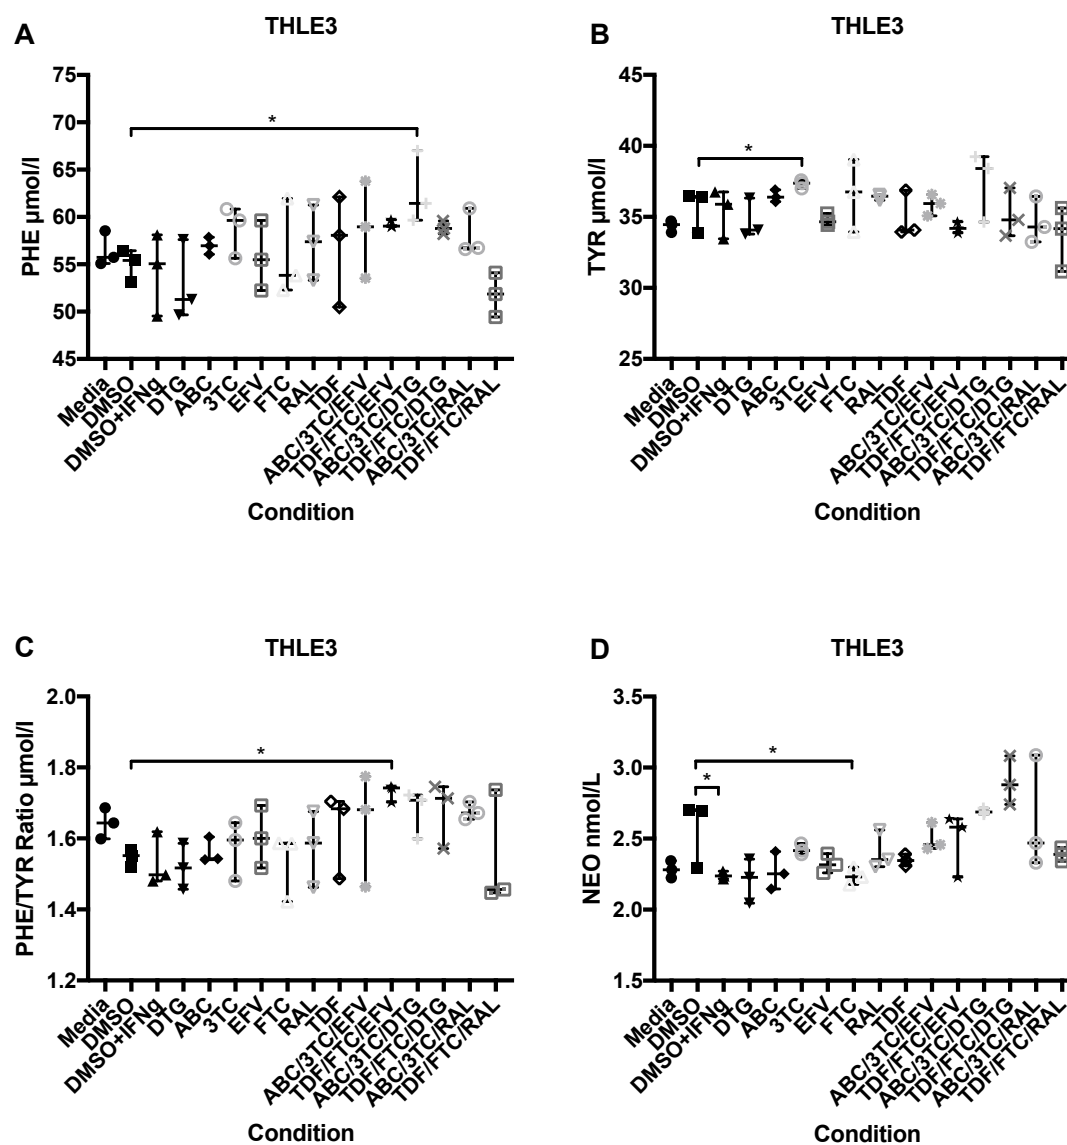 A
THLE3
PHE µmol/l
75
70
65
60
55
50
45
*
Media
DMSO
DMSO+IFNg
DTG
ABC
3TC
EFV
FTC
RAL
TDF
ABC/3TC/EFV
TDF/FTC/EFV
ABC/3TC/DTG
TDF/FTC/DTG
ABC/3TC/RAL
TDF/FTC/RAL
Condition
B
THLE3
TYR µmol/l
45
35
25
*
Media
DMSO
DMSO+IFNg
DTG
ABC
3TC
EFV
FTC
RAL
TDF
ABC/3TC/EFV
TDF/FTC/EFV
ABC/3TC/DTG
TDF/FTC/DTG
ABC/3TC/RAL
TDF/FTC/RAL
Condition
C
THLE3
PHE/TYR Ratio µmol/l
2.0
1.8
1.6
1.4
1.2
*
Media
DMSO
DMSO+IFNg
DTG
ABC
3TC
EFV
FTC
RAL
TDF
ABC/3TC/EFV
TDF/FTC/EFV
ABC/3TC/DTG
TDF/FTC/DTG
ABC/3TC/RAL
TDF/FTC/RAL
Condition
D
THLE3
NEO nmol/L
3.5
3.0
2.5
2.0
1.5
*
*
Media
DMSO
DMSO+IFNg
DTG
ABC
3TC
EFV
FTC
RAL
TDF
ABC/3TC/EFV
TDF/FTC/EFV
ABC/3TC/DTG
TDF/FTC/DTG
ABC/3TC/RAL
TDF/FTC/RAL
Condition